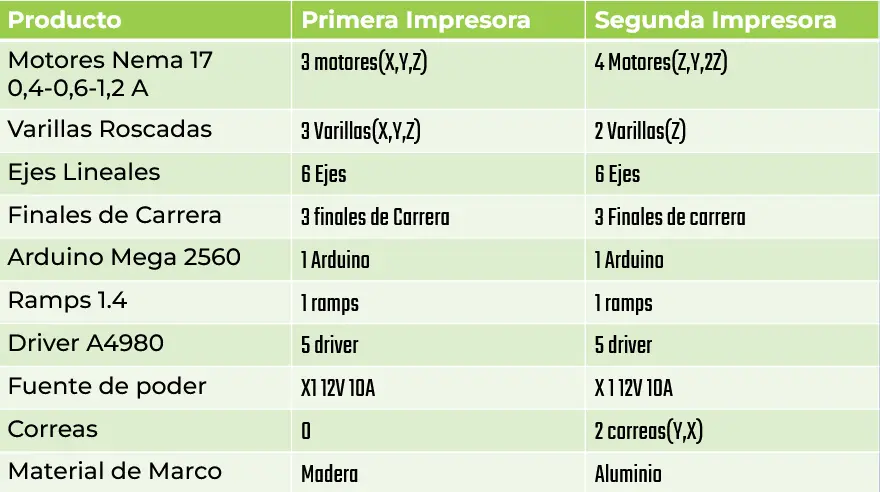 Producto Primera Impresora Segunda Impresora
Motores Nema 17 3 motores(X,Y,Z) 4 Motores(Z,Y,2Z)
0,4-0,6-1,2 A
Varillas Roscadas 3 Varillas(X,Y,Z) 2 Varillas(Z)
Ejes Lineales 6 Ejes 6 Ejes
Finales de Carrera 3 finales de Carrera 3 Finales de carrera
Arduino Mega 2560 1 Arduino 1 Arduino
Ramps 1.4 1 ramps 1 ramps
Driver A4980 5 driver 5 driver
Fuente de poder X1 12V 10A X 1 12V 10A
Correas 0 2 correas(Y,X)
Material de Marco Madera Aluminio